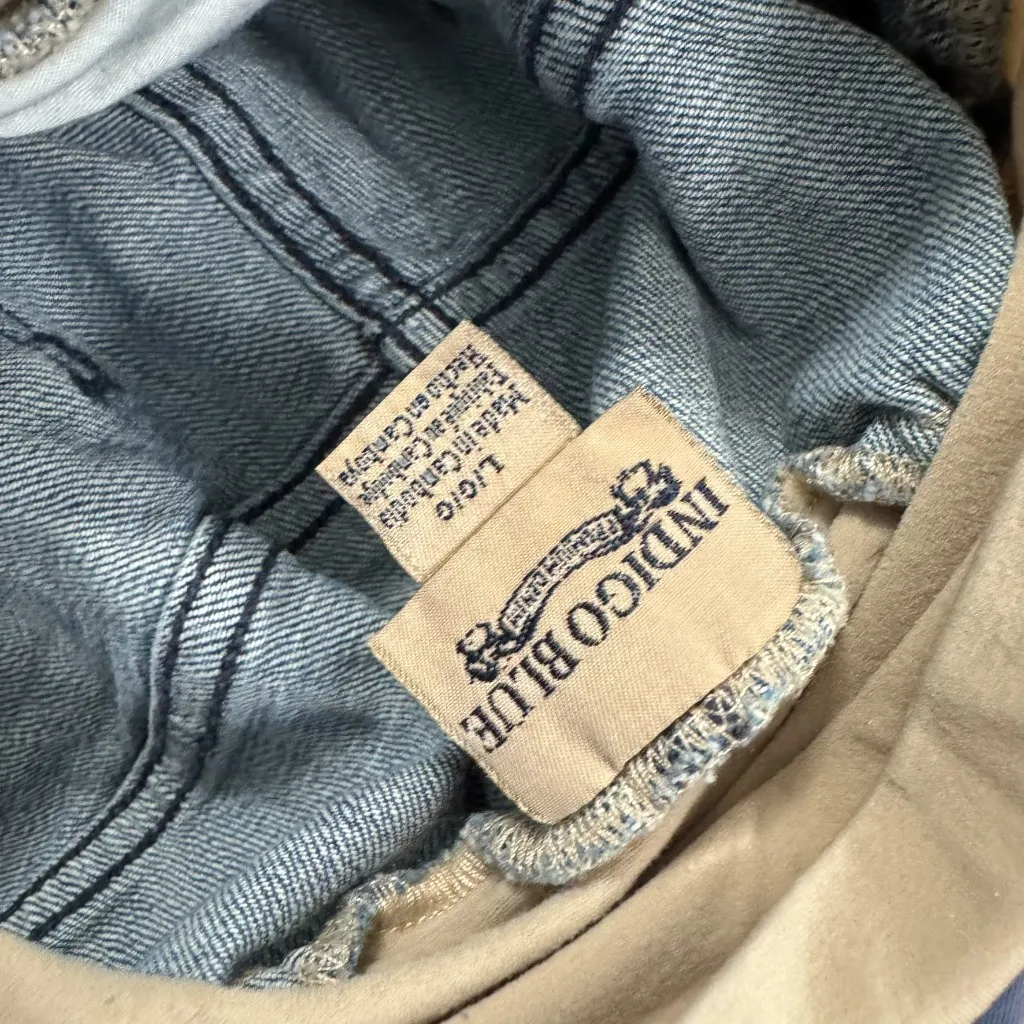 INDIGO BLUE
L/G/G
Made in Cambodia
Fabriqué au Cambodge
Hecho en Camboya